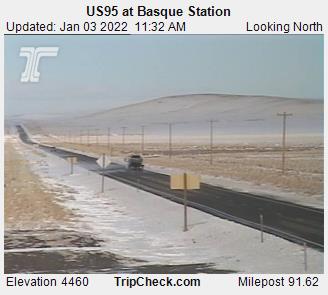 US95 at Basque Station
Updated: Jan 03 2022 11:32 AM Looking North
Elevation 4460 TripCheck.com Milepost 91.62